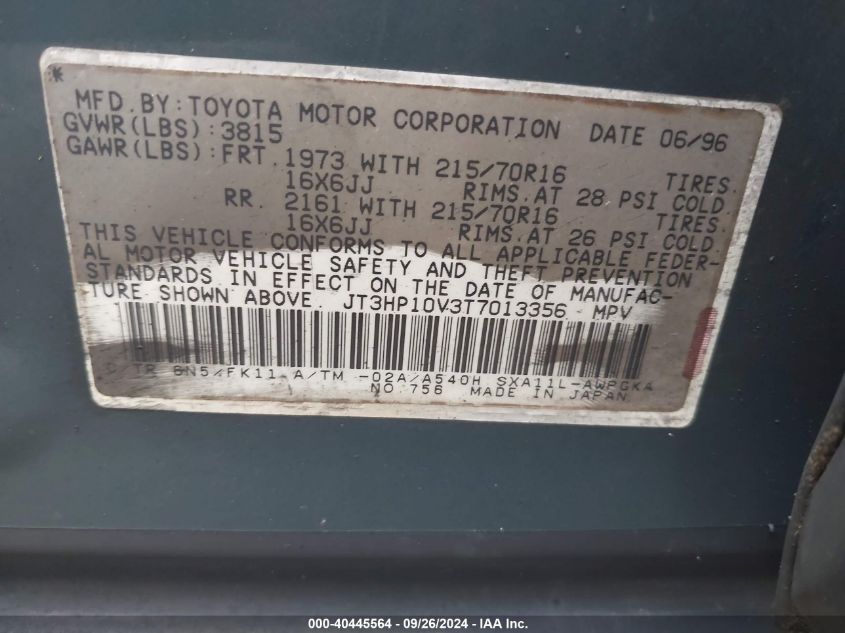 MFD. BY: TOYOTA MOTOR CORPORATION DATE 06/96
GVWR(LBS): 3815
GAWR(LBS): FRT. 1973 WITH 215/70R16 TIRES.
16X6JJ RIMS. AT 28 PSI COLD.
RR. 2161 WITH 215/70R16 TIRES.
16X6JJ RIMS. AT 26 PSI COLD.
THIS VEHICLE CONFORMS TO ALL APPLICABLE FEDER-
AL MOTOR VEHICLE SAFETY AND THEFT PREVENTION
STANDARDS IN EFFECT ON THE DATE OF MANUFAC-
TURE SHOWN ABOVE. JT3HP10V3T7013356 MPV
C/TR 6N5/FK11 A/TM -02A/A540H SXA11L-AWPGKA
NO. 756 MADE IN JAPAN
000-40445564 - 09/26/2024 - IAA Inc.